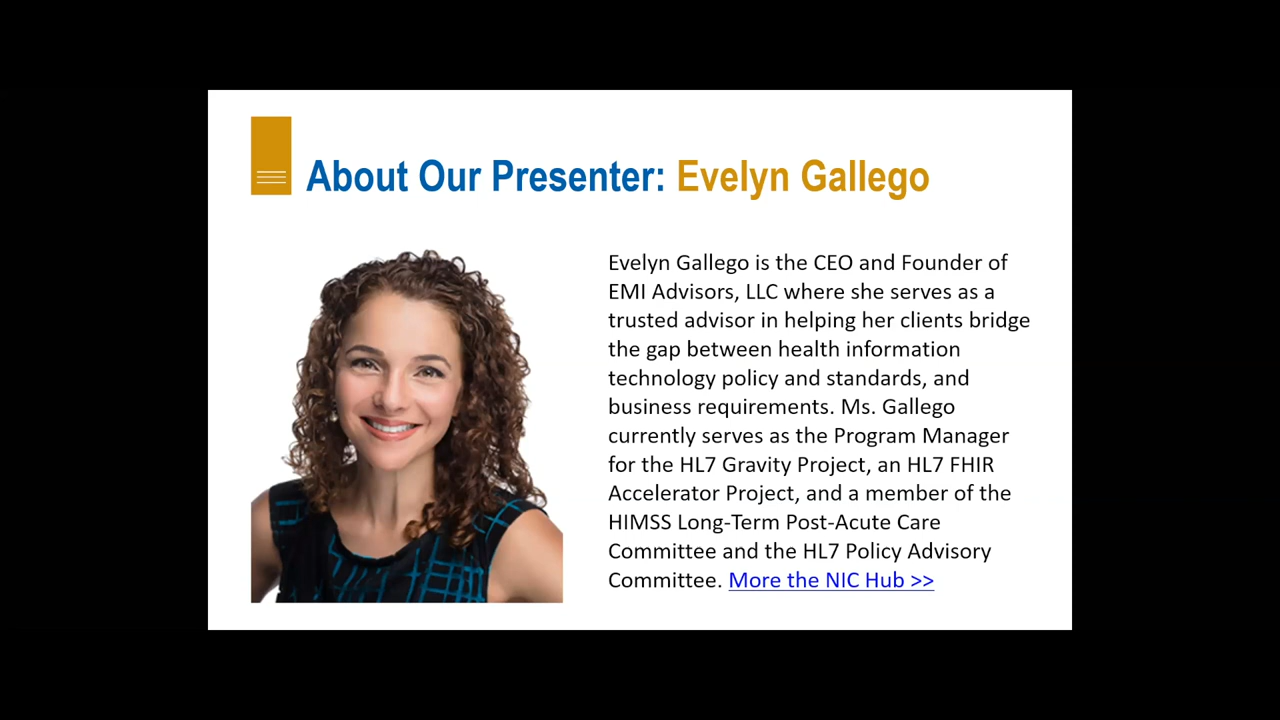 About Our Presenter: Evelyn Gallego
Evelyn Gallego is the CEO and Founder of
EMI Advisors, LLC where she serves as a
trusted advisor in helping her clients bridge
the gap between health information
technology policy and standards, and
business requirements. Ms. Gallego
currently serves as the Program Manager
for the HL7 Gravity Project, an HL7 FHIR
Accelerator Project, and a member of the
HIMSS Long-Term Post-Acute Care
Committee and the HL7 Policy Advisory
Committee. More the NIC Hub >>